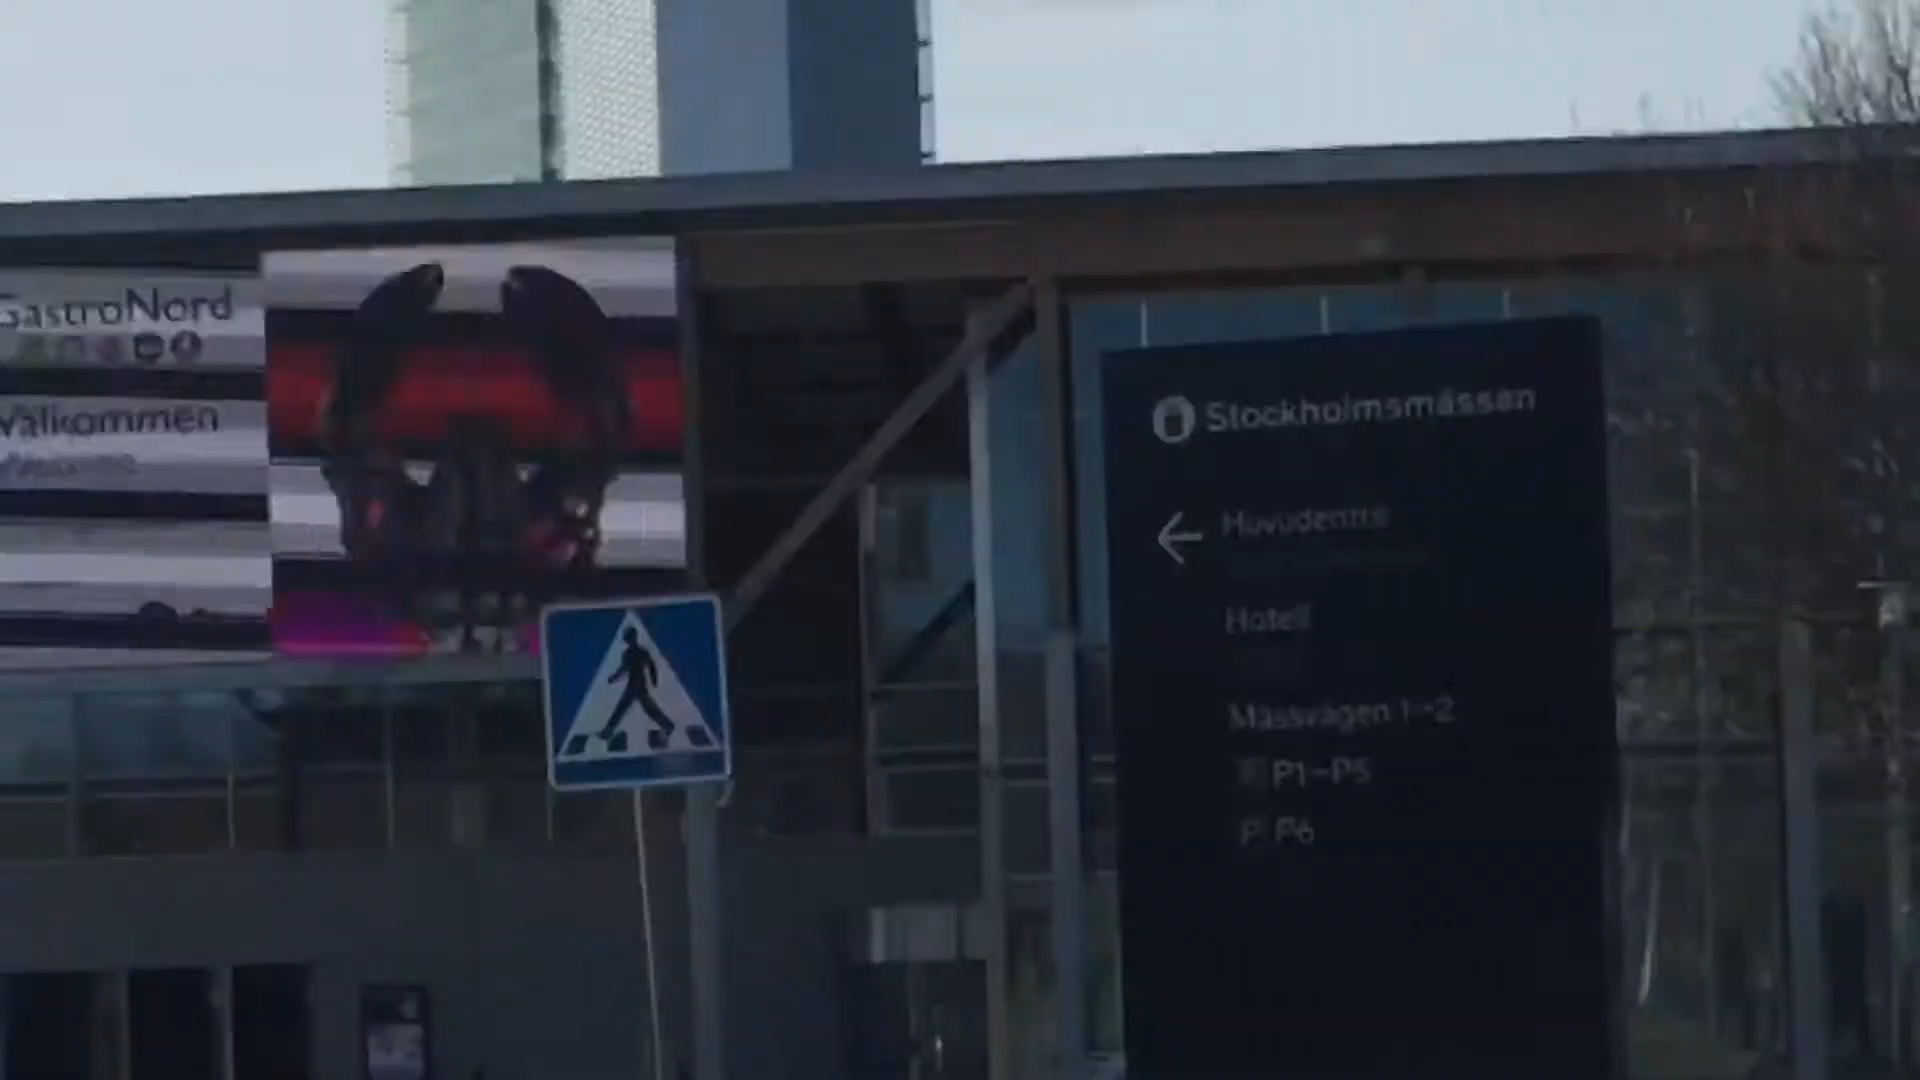 GastroNord
Välkommen
Stockholmsmässan
Huvudentré
Hotell
Mässvägen 1–2
P P1–P5
P P6